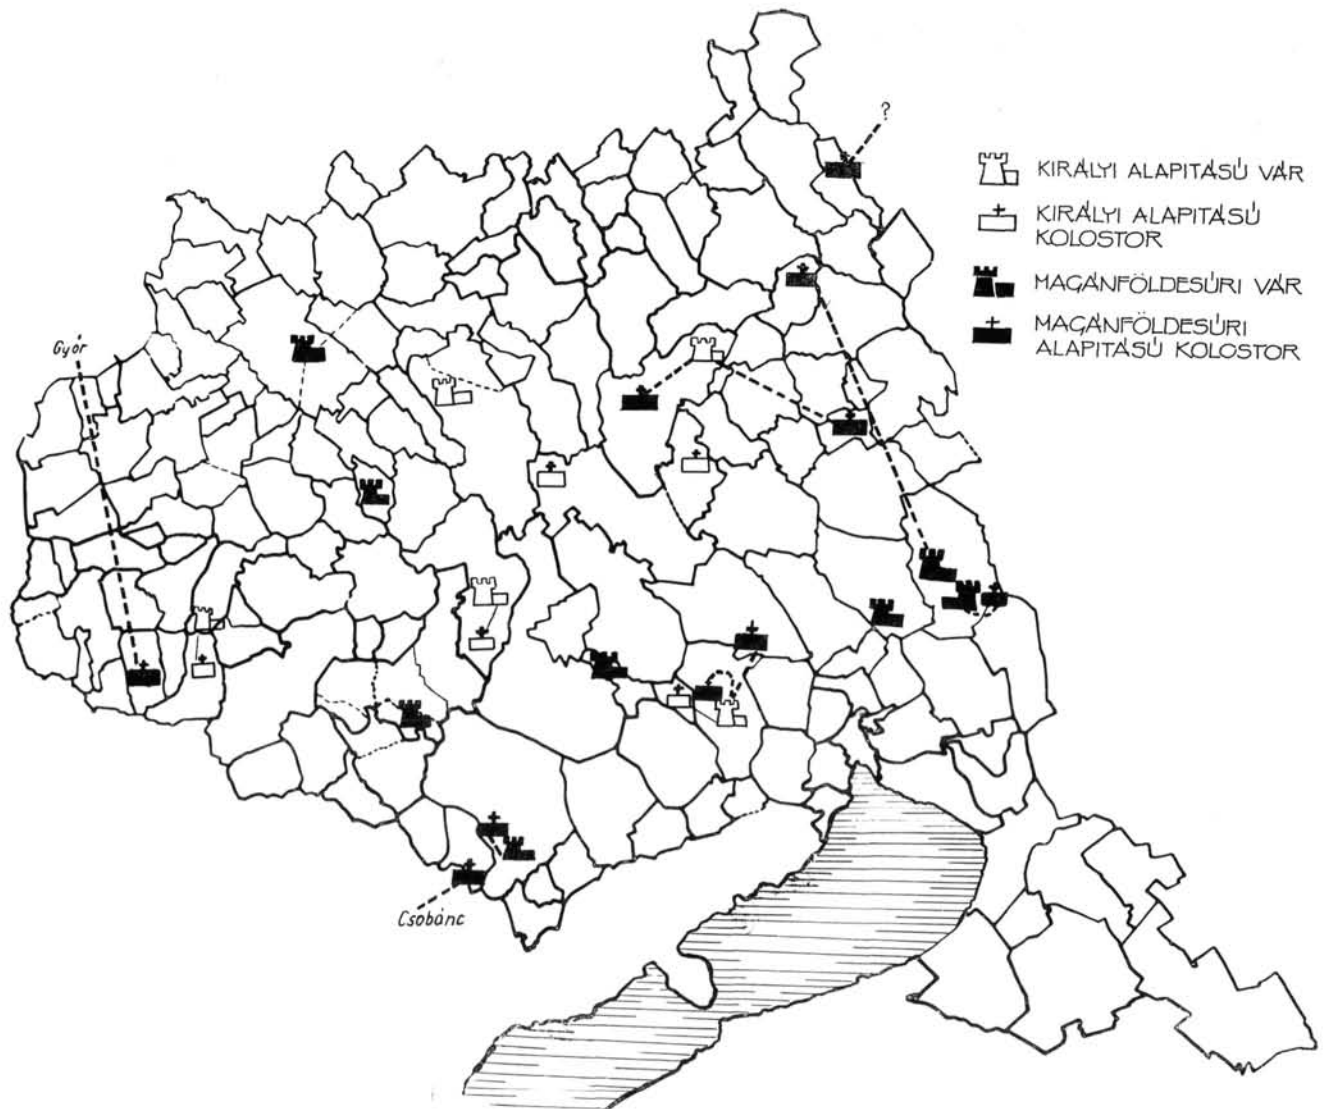 ?
KIRÁLYI ALAPITÁSÚ VÁR
KIRÁLYI ALAPITÁSÚ
KOLOSTOR
MAGÁNFÖLDESÚRI VÁR
MAGÁNFÖLDESÚRI
ALAPITÁSÚ KOLOSTOR
Győr
Csobánc